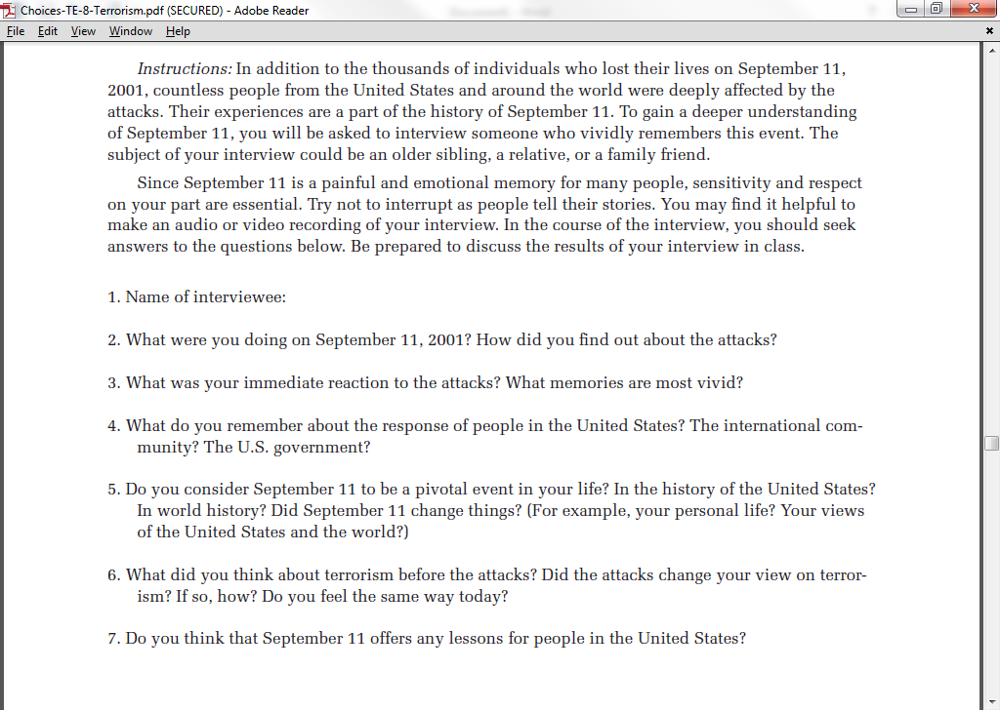 Choices-TE-8-Terrorism.pdf (SECURED) - Adobe Reader
File Edit View Window Help
Instructions: In addition to the thousands of individuals who lost their lives on September 11,
2001, countless people from the United States and around the world were deeply affected by the
attacks. Their experiences are a part of the history of September 11. To gain a deeper understanding
of September 11, you will be asked to interview someone who vividly remembers this event. The
subject of your interview could be an older sibling, a relative, or a family friend.
Since September 11 is a painful and emotional memory for many people, sensitivity and respect
on your part are essential. Try not to interrupt as people tell their stories. You may find it helpful to
make an audio or video recording of your interview. In the course of the interview, you should seek
answers to the questions below. Be prepared to discuss the results of your interview in class.
1. Name of interviewee:
2. What were you doing on September 11, 2001? How did you find out about the attacks?
3. What was your immediate reaction to the attacks? What memories are most vivid?
4. What do you remember about the response of people in the United States? The international com-
munity? The U.S. government?
5. Do you consider September 11 to be a pivotal event in your life? In the history of the United States?
In world history? Did September 11 change things? (For example, your personal life? Your views
of the United States and the world?)
6. What did you think about terrorism before the attacks? Did the attacks change your view on terror-
ism? If so, how? Do you feel the same way today?
7. Do you think that September 11 offers any lessons for people in the United States?